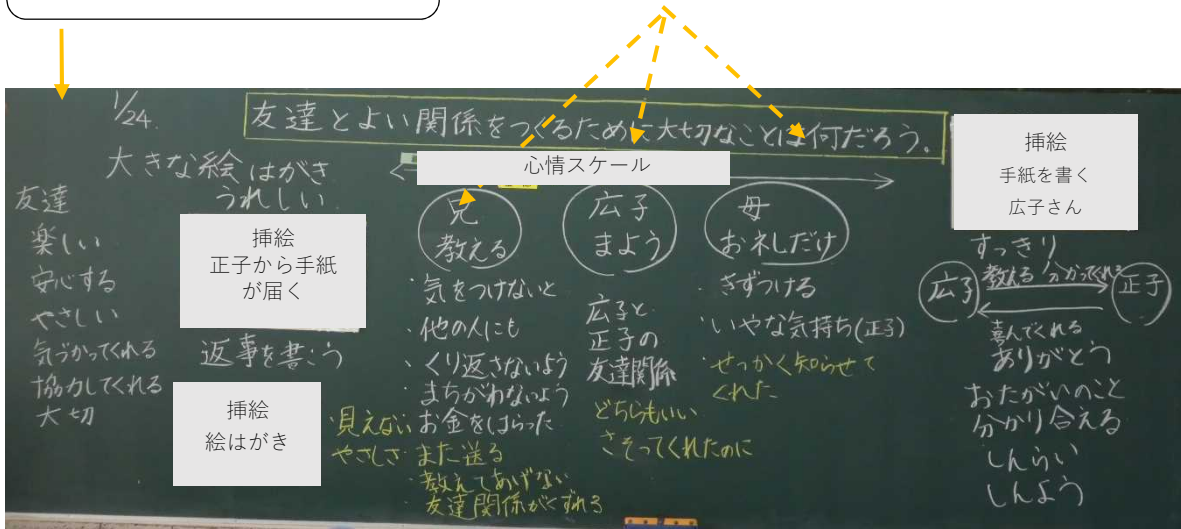 1/24.
友達とよい関係をつくるために大切なことは何だろう。
大きな絵はがき
心情スケール
友達
楽しい
安心する
やさしい
気づかってくれる
協力してくれる
大切
うれしい
挿絵
正子から手紙
が届く
返事を書こう
挿絵
絵はがき
兄
教える
・気をつけないと
・他の人にも
・くり返さないよう
・まちがわないよう
お金をはらった
・見えない
やさしさ
・また送る
・教えてあげない
・友達関係がくずれる
広子
まよう
広子と
正子の
友達関係
どちらもいい
さそってくれたのに
母
お礼だけ
・きずつける
・いやな気持ち(正子)
・せっかく知らせて
くれた
挿絵
手紙を書く
広子さん
すっきり
広子
教える
分かってくれる
正子
喜んでくれる
ありがとう
おたがいのこと
分かり合える
しんらい
しんよう